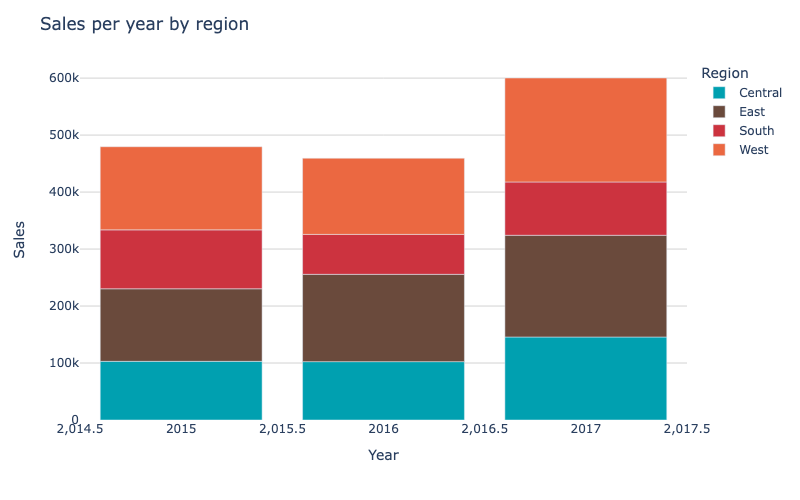 Sales per year by region
600k
500k
400k
300k
200k
100k
0
Sales
2,014.5 2015 2,015.5 2016 2,016.5 2017 2,017.5
Year
Region
Central
East
South
West